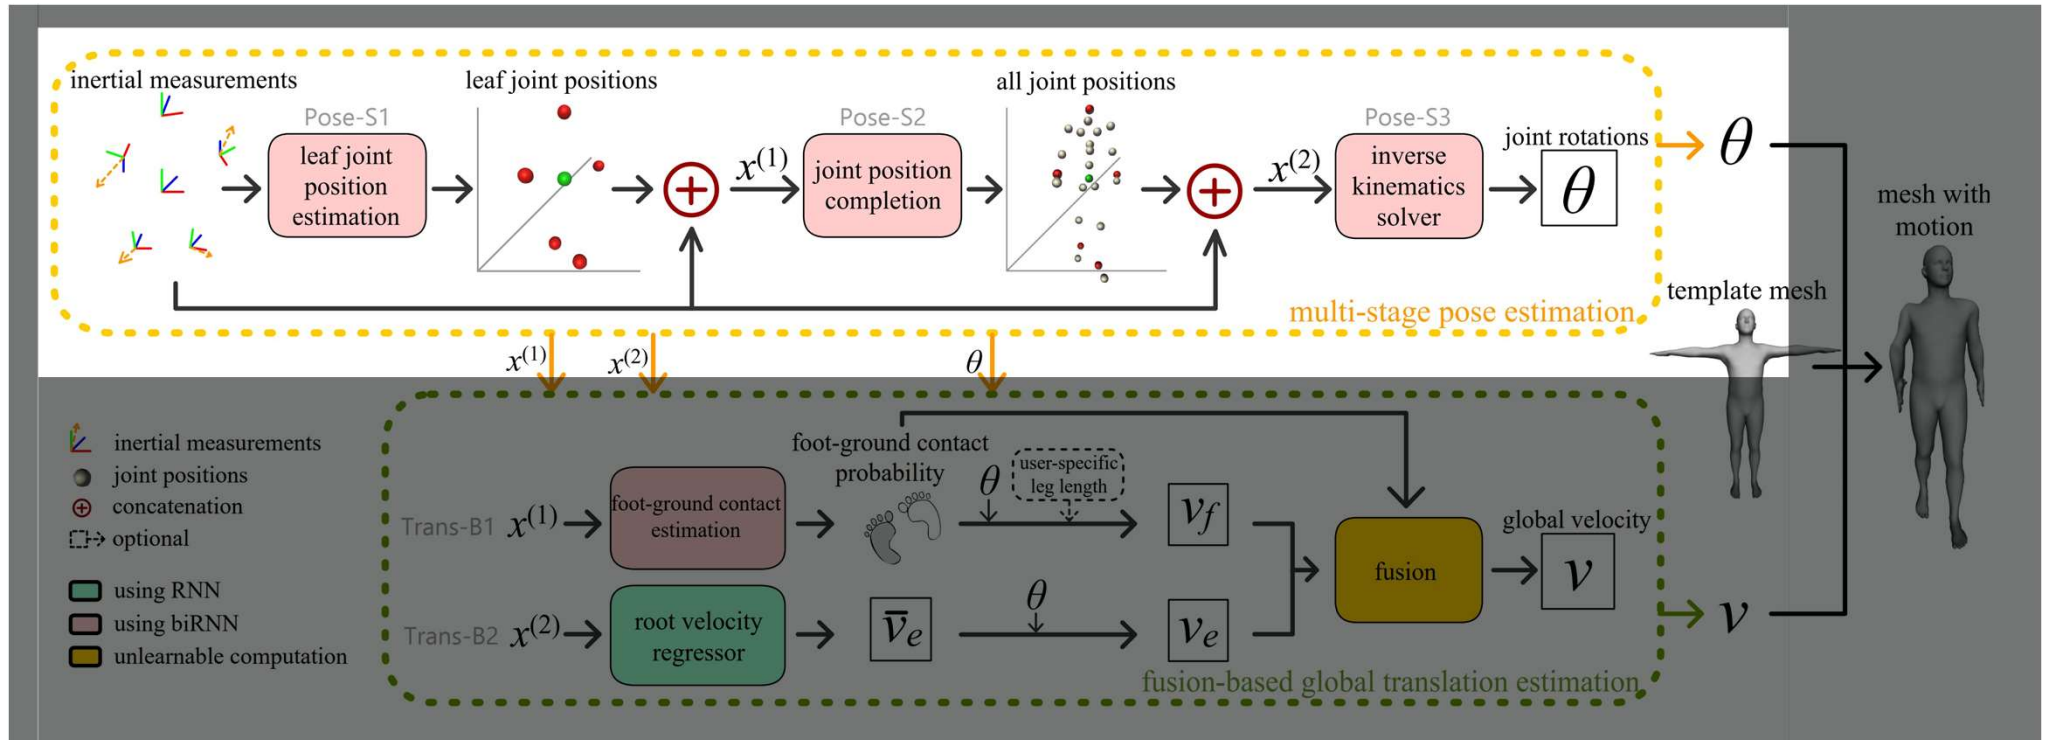 inertial measurements
leaf joint positions
all joint positions
Pose-S1
Pose-S2
Pose-S3
leaf joint
position
estimation
x(1)
joint position
completion
x(2)
inverse
kinematics
solver
joint rotations
θ
θ
mesh with
motion
multi-stage pose estimation
template mesh
x(1)
x(2)
θ
inertial measurements
joint positions
concatenation
optional
using RNN
using biRNN
unlearnable computation
Trans-B1
x(1)
foot-ground contact
estimation
foot-ground contact
probability
θ
user-specific
leg length
vf
Trans-B2
x(2)
root velocity
regressor
v̄e
θ
ve
fusion
global velocity
v
v
fusion-based global translation estimation